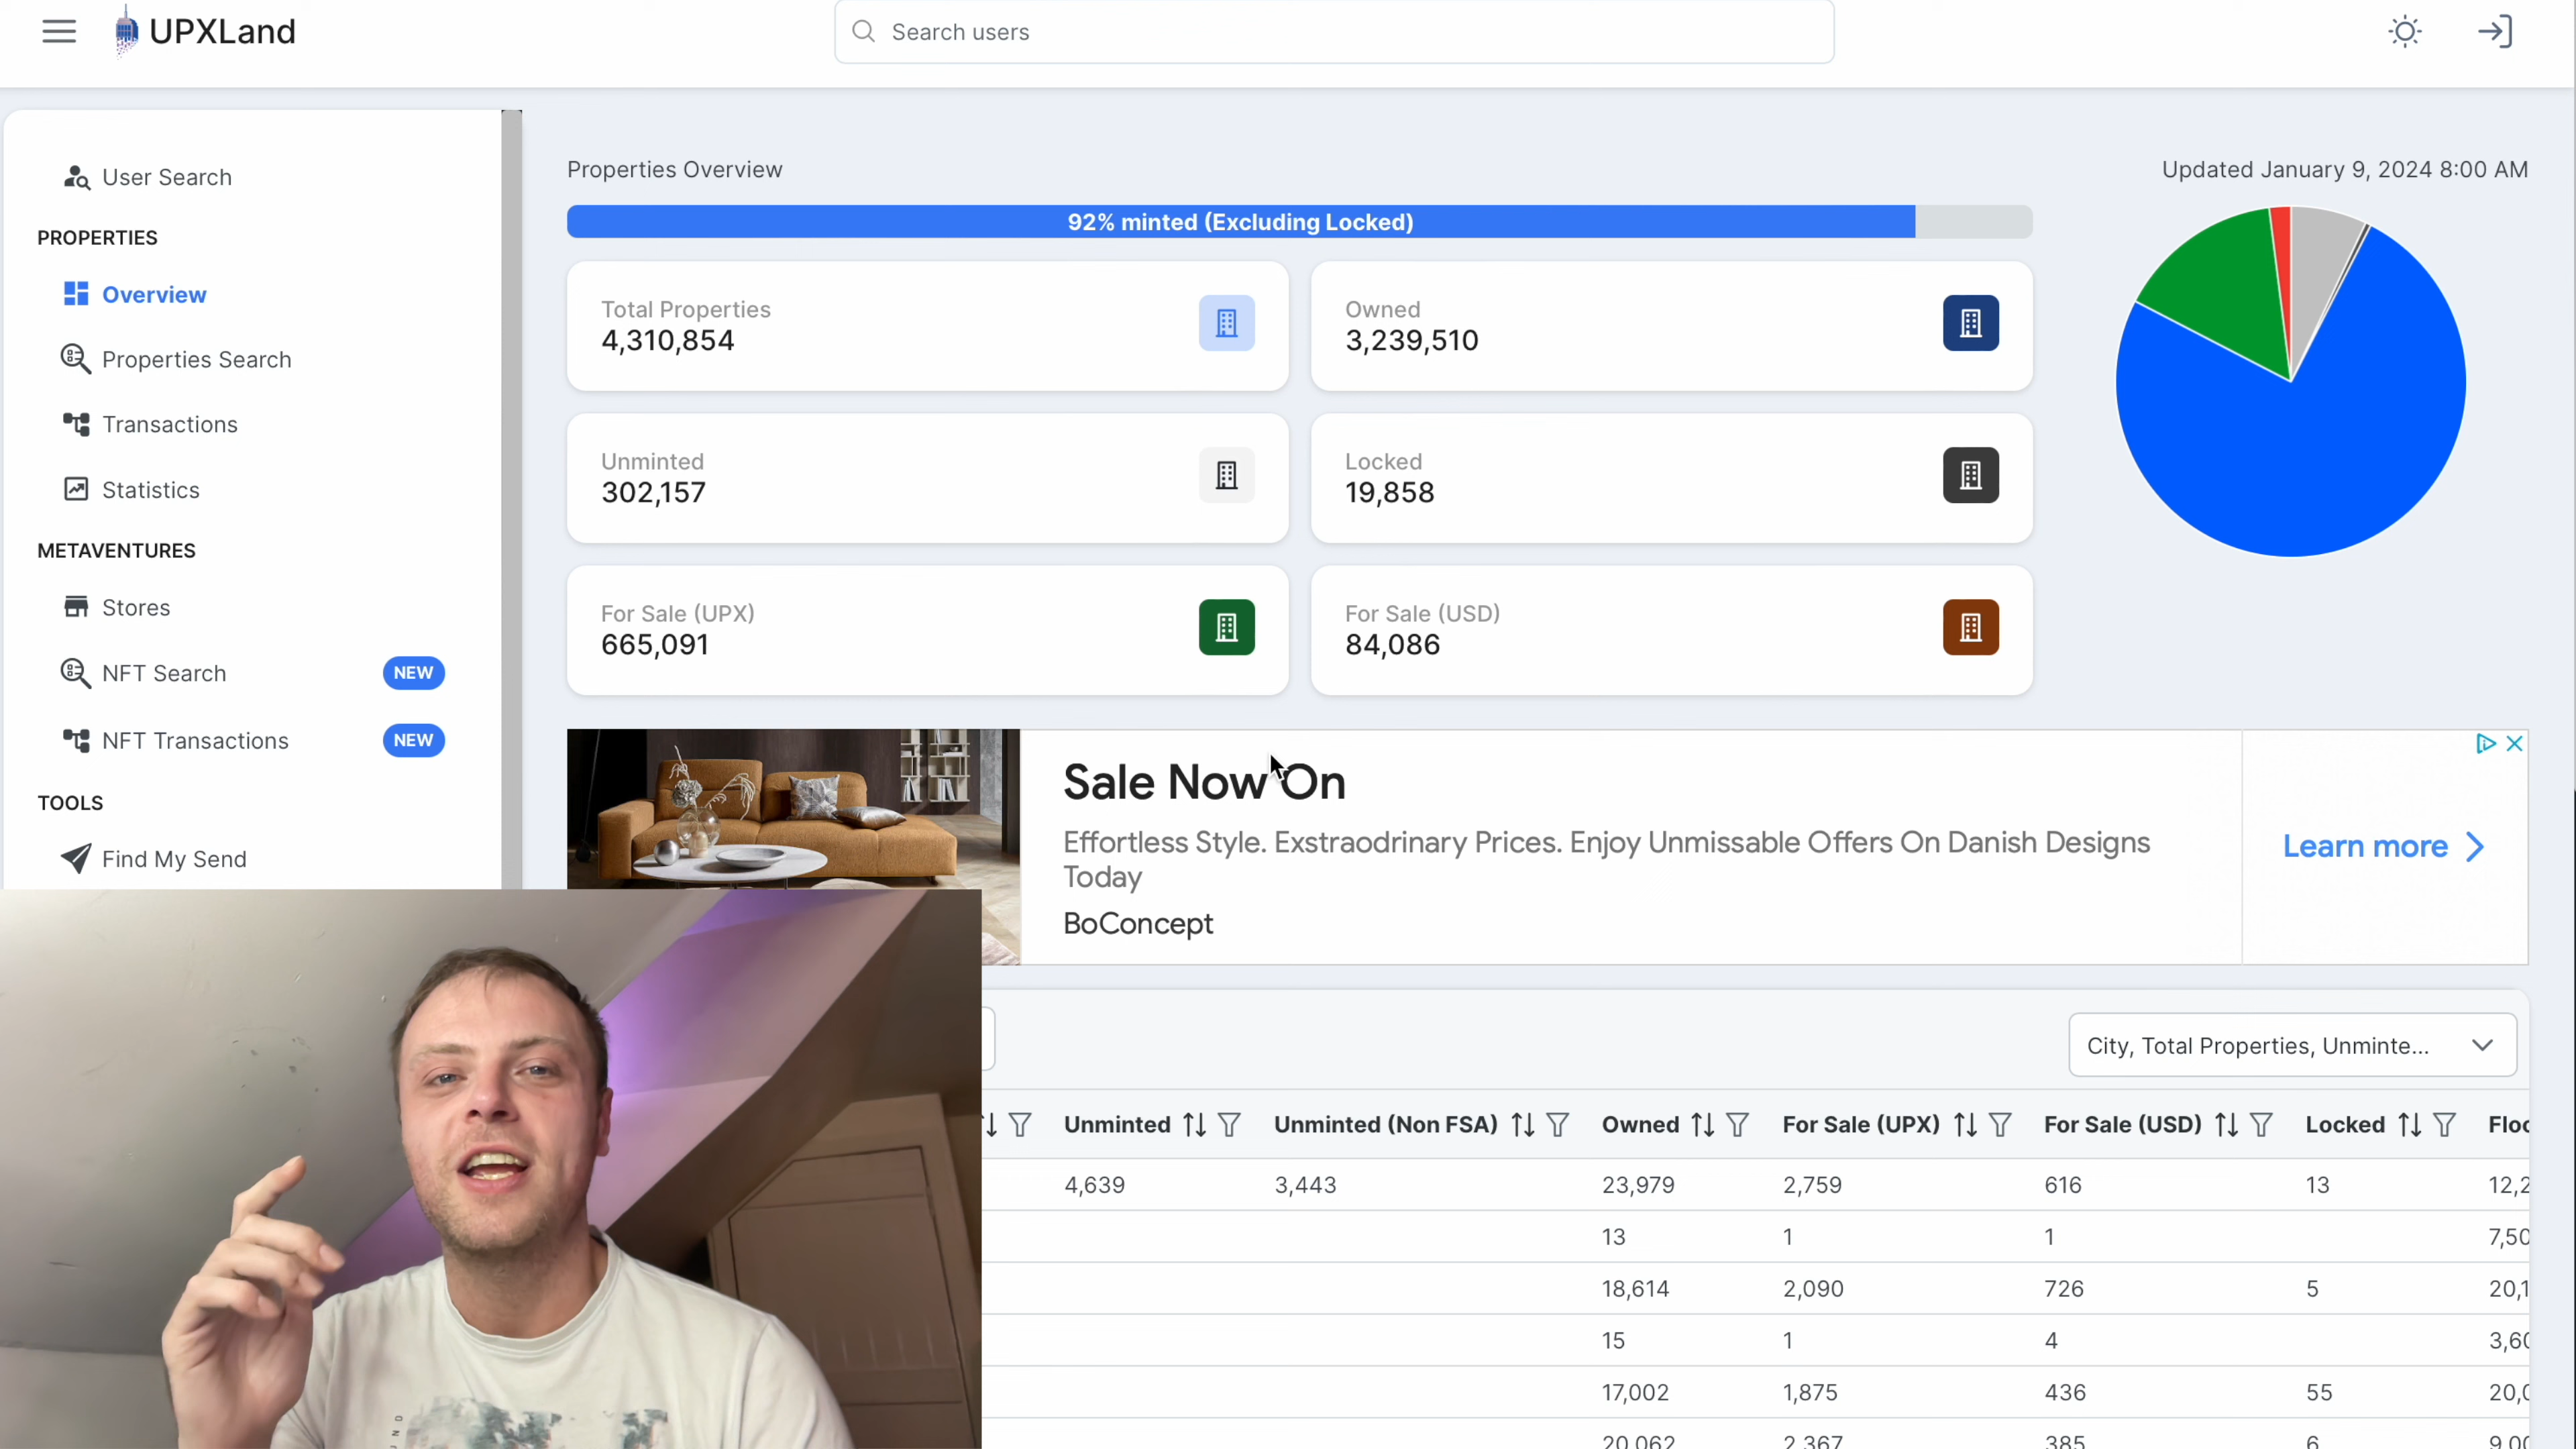 UPXLand
Search users
User Search
PROPERTIES
Overview
Properties Search
Transactions
Statistics
METAVENTURES
Stores
NFT Search NEW
NFT Transactions NEW
TOOLS
Find My Send
Properties Overview
Updated January 9, 2024 8:00 AM
92% minted (Excluding Locked)
Total Properties
4,310,854
Owned
3,239,510
Unminted
302,157
Locked
19,858
For Sale (UPX)
665,091
For Sale (USD)
84,086
Sale Now On
Effortless Style. Exstraodrinary Prices. Enjoy Unmissable Offers On Danish Designs
Today
BoConcept
Learn more
City, Total Properties, Unminte...
Unminted Unminted (Non FSA) Owned For Sale (UPX) For Sale (USD) Locked
4,639 3,443 23,979 2,759 616 13
13 1 1
18,614 2,090 726 5
15 1 4
17,002 1,875 436 55
20,062 2,367 385 6